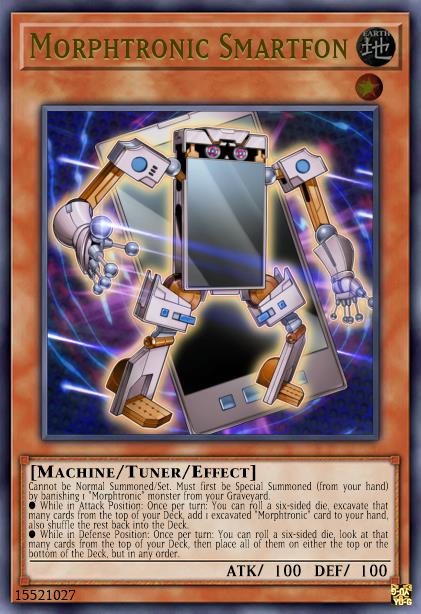 MORPHTRONIC SMARTFON
EARTH
地
[MACHINE/TUNER/EFFECT]
Cannot be Normal Summoned/Set. Must first be Special Summoned (from your hand)
by banishing 1 "Morphtronic" monster from your Graveyard.
● While in Attack Position: Once per turn: You can roll a six-sided die, excavate that
many cards from the top of your Deck, add 1 excavated "Morphtronic" card to your hand,
also shuffle the rest back into the Deck.
● While in Defense Position: Once per turn: You can roll a six-sided die, look at that
many cards from the top of your Deck, then place all of them on either the top or the
bottom of the Deck, but in any order.
ATK/ 100 DEF/ 100
15521027